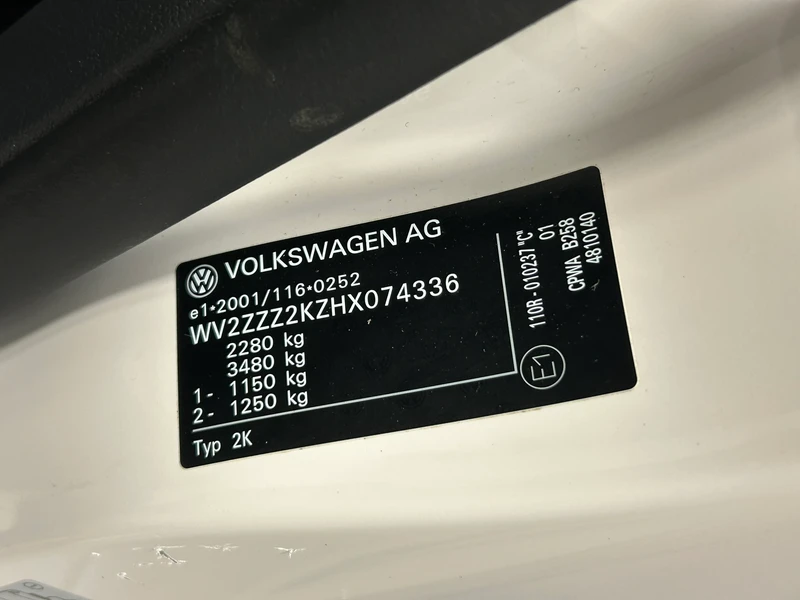 VOLKSWAGEN AG
e1*2001/116*0252
WV2ZZZ2KZHX074336
2280 kg
3480 kg
1- 1150 kg
2- 1250 kg
Typ 2K
110R-010237"C"
01
CPWA B258
4810140
E1